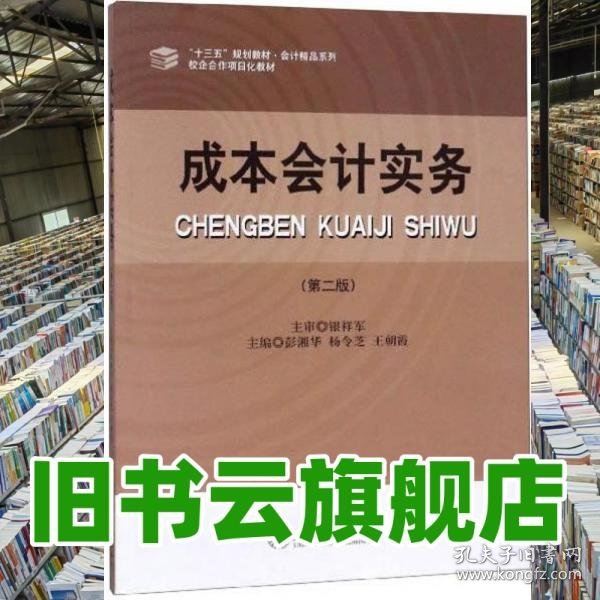 "十三五"规划教材·会计精品系列
校企合作项目化教材
成本会计实务
CHENGBEN KUAIJI SHIWU
(第二版)
主审◎银祥军
主编◎彭湘华 杨令芝 王朝霞
旧书云旗舰店
孔夫子旧书网
www.kongfz.com